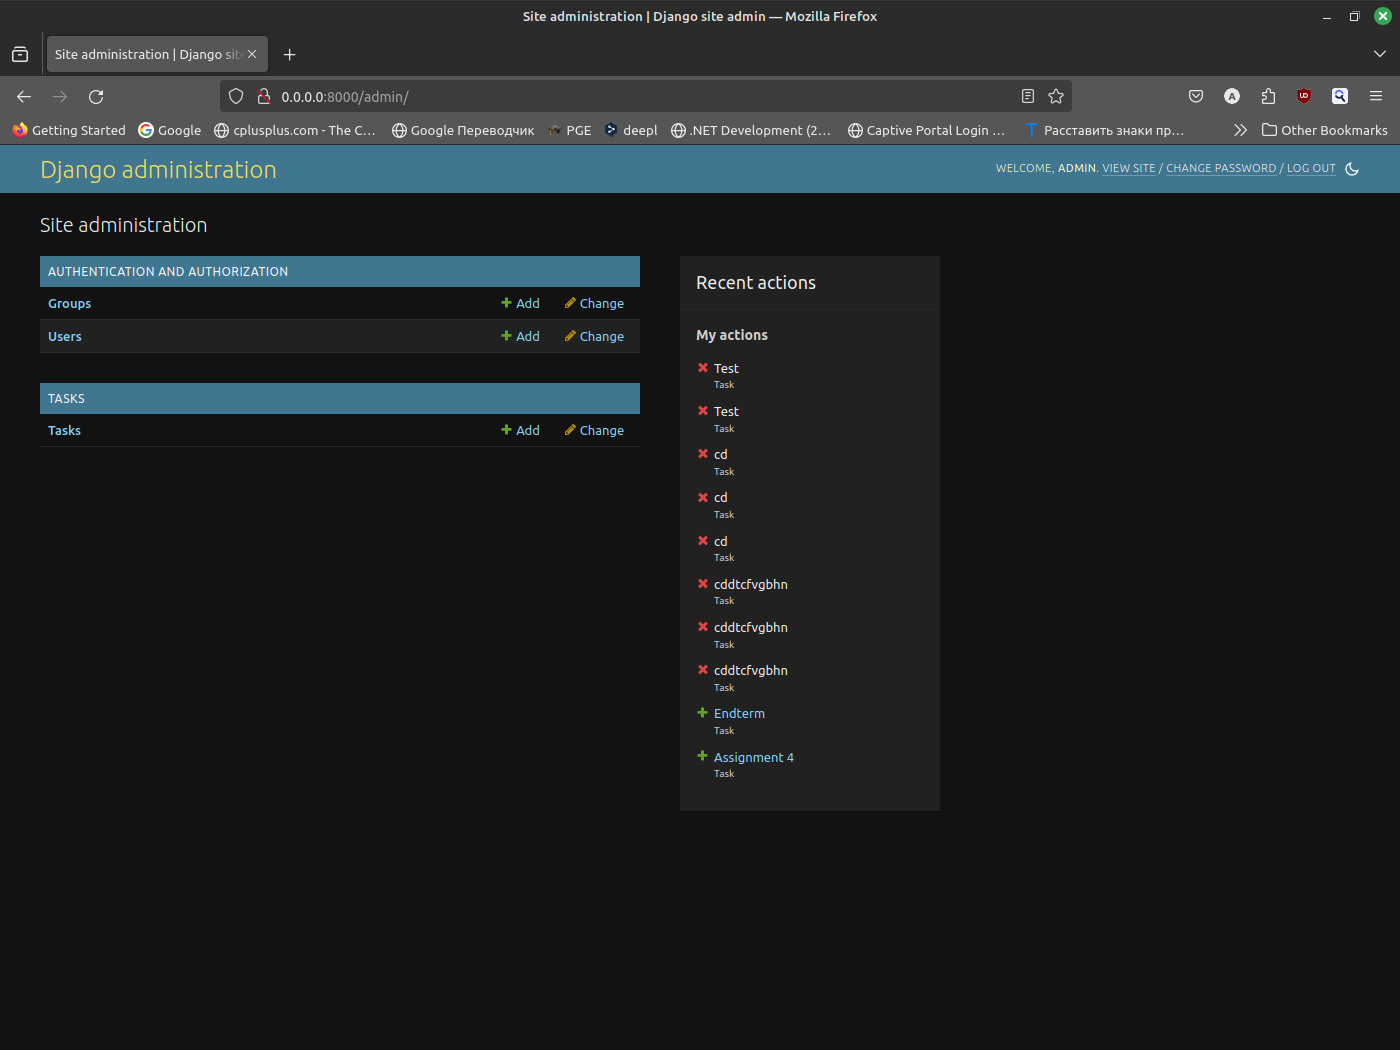 Site administration | Django site admin — Mozilla Firefox
Site administration | Django sit
0.0.0.0:8000/admin/
Getting Started Google cplusplus.com - The C... Google Переводчик PGE deepl .NET Development (2... Captive Portal Login ... Расставить знаки пр... Other Bookmarks
Django administration
WELCOME, ADMIN. VIEW SITE / CHANGE PASSWORD / LOG OUT
Site administration
AUTHENTICATION AND AUTHORIZATION
Groups Add Change
Users Add Change
TASKS
Tasks Add Change
Recent actions
My actions
Test
Task
Test
Task
cd
Task
cd
Task
cd
Task
cddtcfvgbhn
Task
cddtcfvgbhn
Task
cddtcfvgbhn
Task
Endterm
Task
Assignment 4
Task